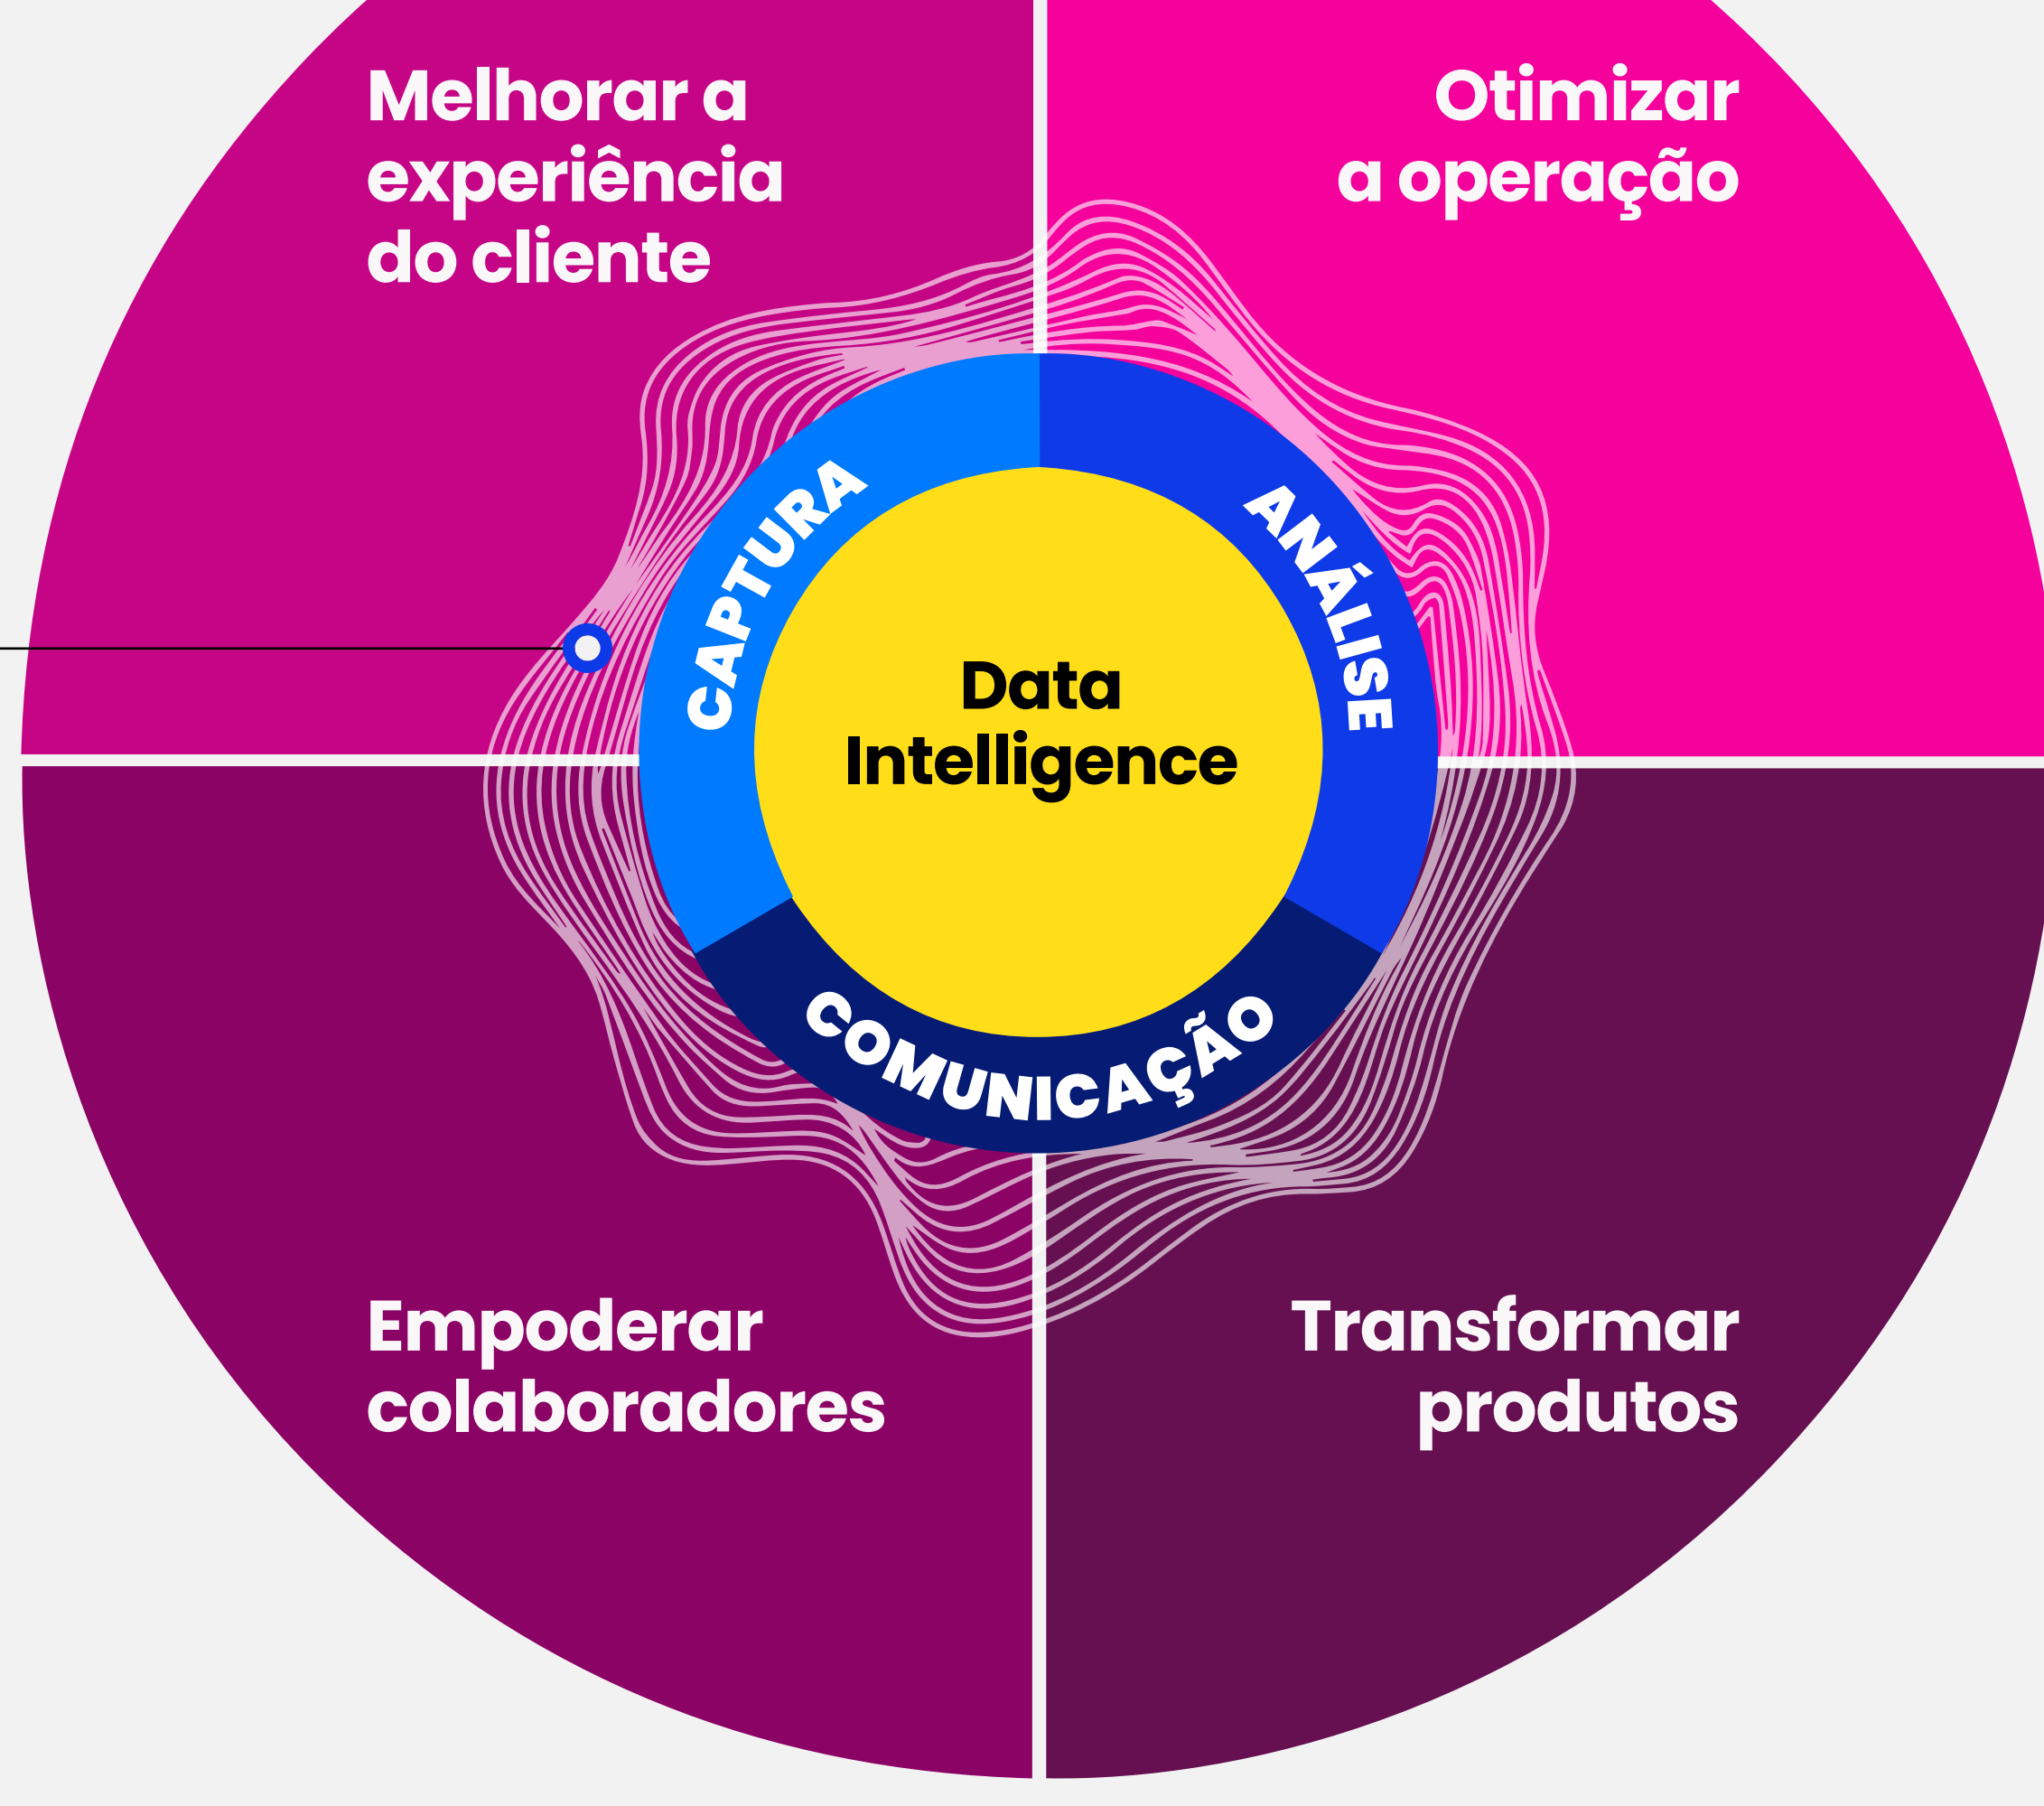 Melhorar a
experiência
do cliente
Otimizar
a operação
CAPTURA
ANÁLISE
Data
Intelligence
COMUNICAÇÃO
Empoderar
colaboradores
Transformar
produtos